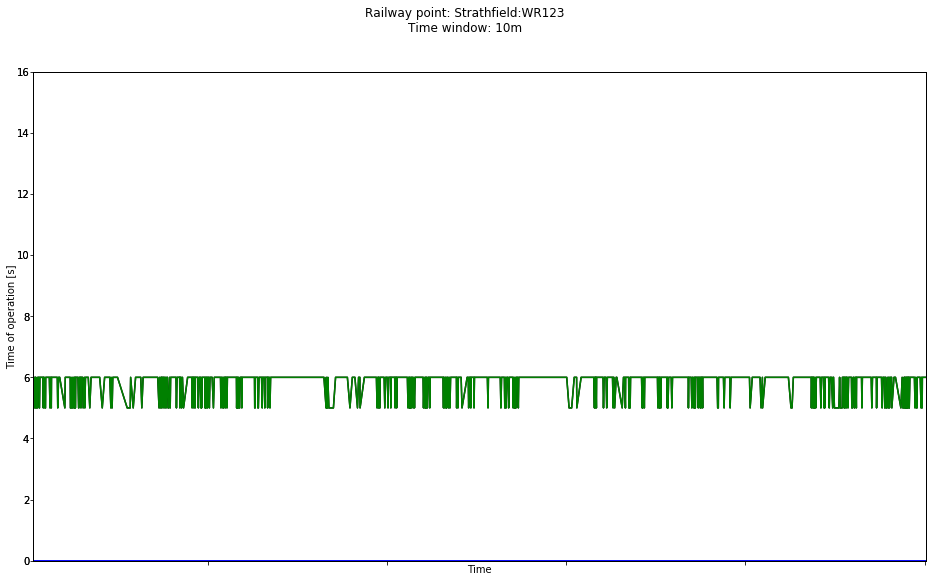 Railway point: Strathfield:WR123
Time window: 10m
16
14
12
10
8
6
4
2
0
Time of operation [s]
Time